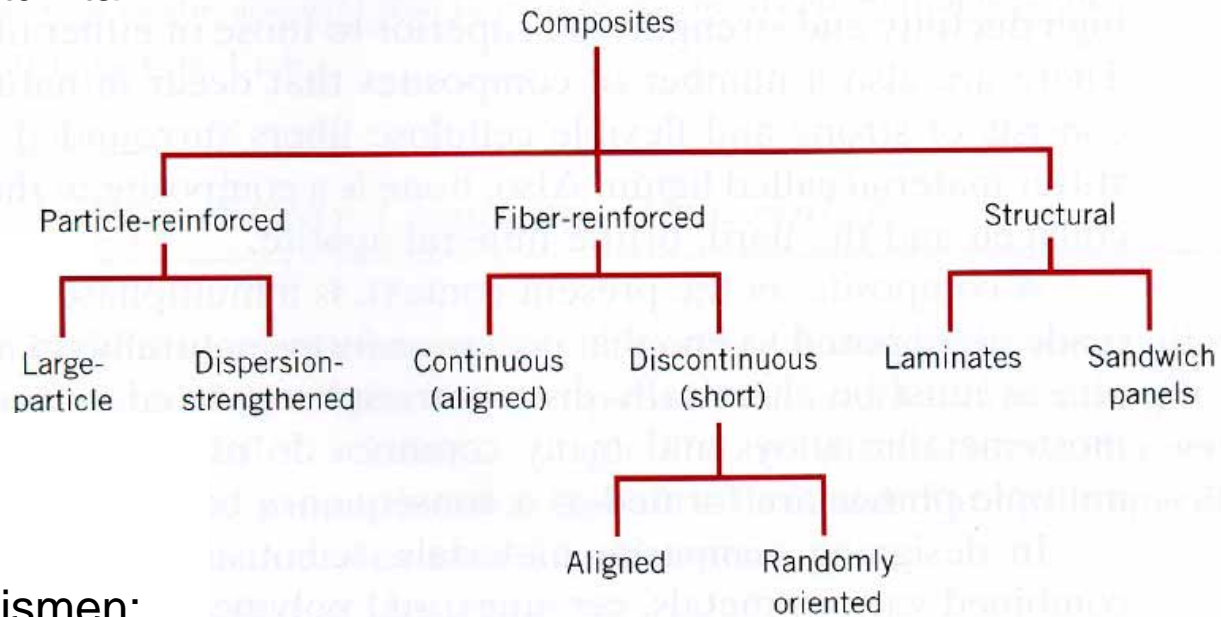 Composites
Particle-reinforced
Fiber-reinforced
Structural
Large-
particle
Dispersion-
strengthened
Continuous
(aligned)
Discontinuous
(short)
Laminates
Sandwich
panels
Aligned
Randomly
oriented
ismen: